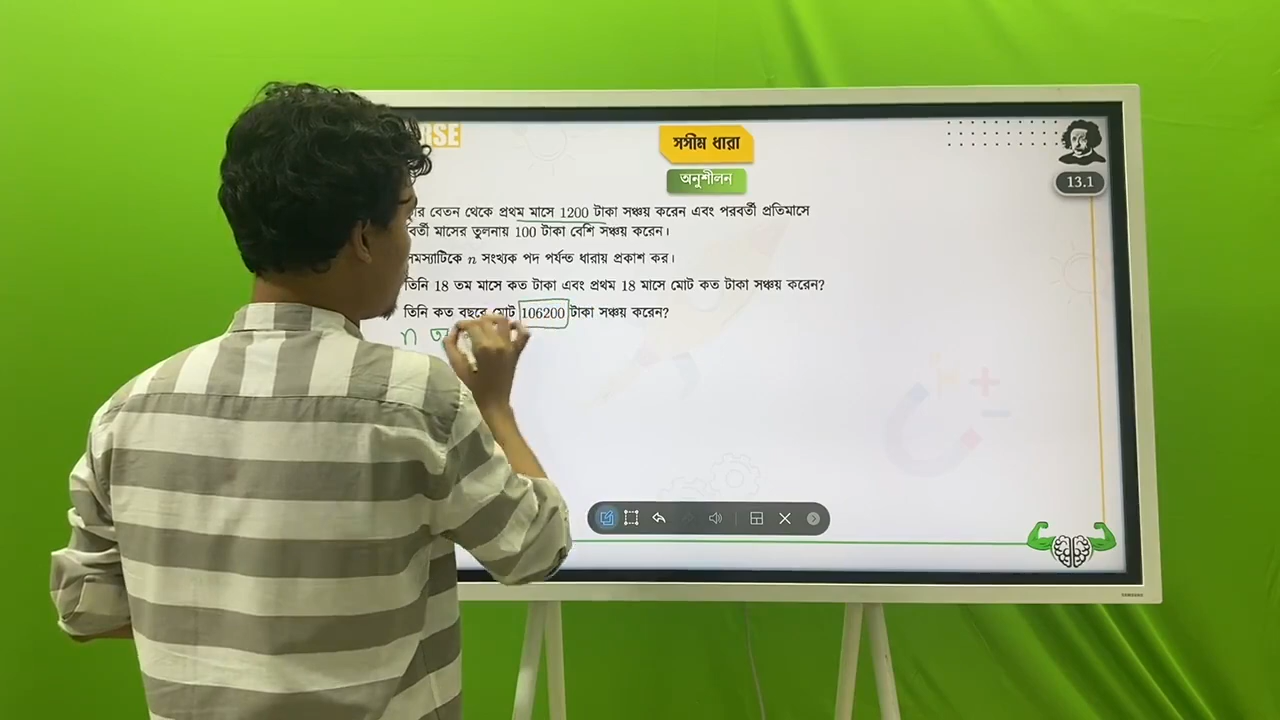 RSE
সসীম ধারা
অনুশীলন
13.1
বেতন থেকে প্রথম মাসে 1200 টাকা সঞ্চয় করেন এবং পরবর্তী প্রতিমাসে
মাসের তুলনায় 100 টাকা বেশি সঞ্চয় করেন।
সমস্যাটিকে n সংখ্যক পদ পর্যন্ত ধারায় প্রকাশ কর।
তিনি 18 তম মাসে কত টাকা এবং প্রথম 18 মাসে মোট কত টাকা সঞ্চয় করেন?
তিনি কত বছরে মোট 106200 টাকা সঞ্চয় করেন?
n
SAMSUNG